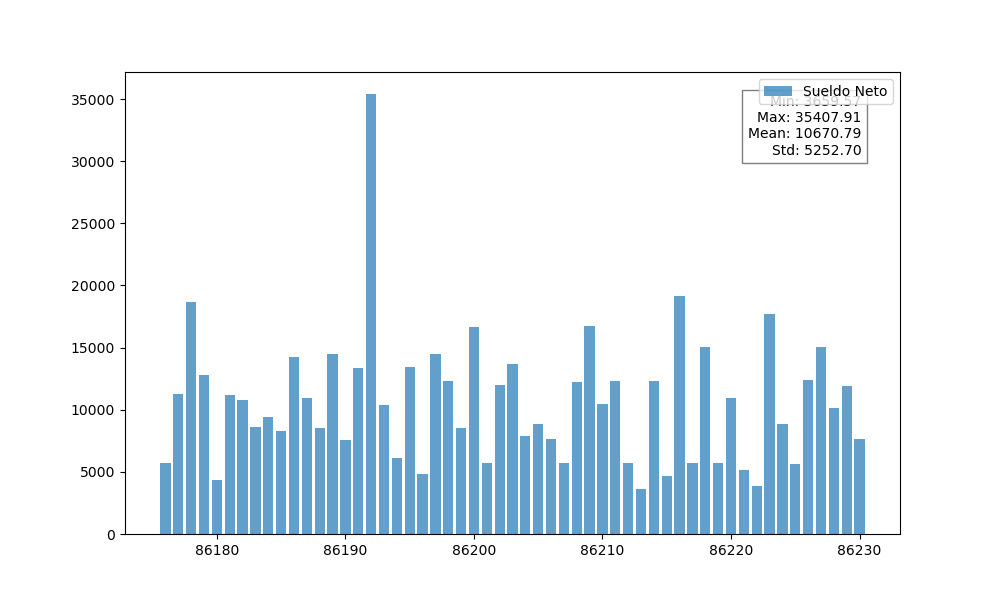 Sueldo Neto
Min: 3659.57
Max: 35407.91
Mean: 10670.79
Std: 5252.70
35000
30000
25000
20000
15000
10000
5000
0
86180 86190 86200 86210 86220 86230